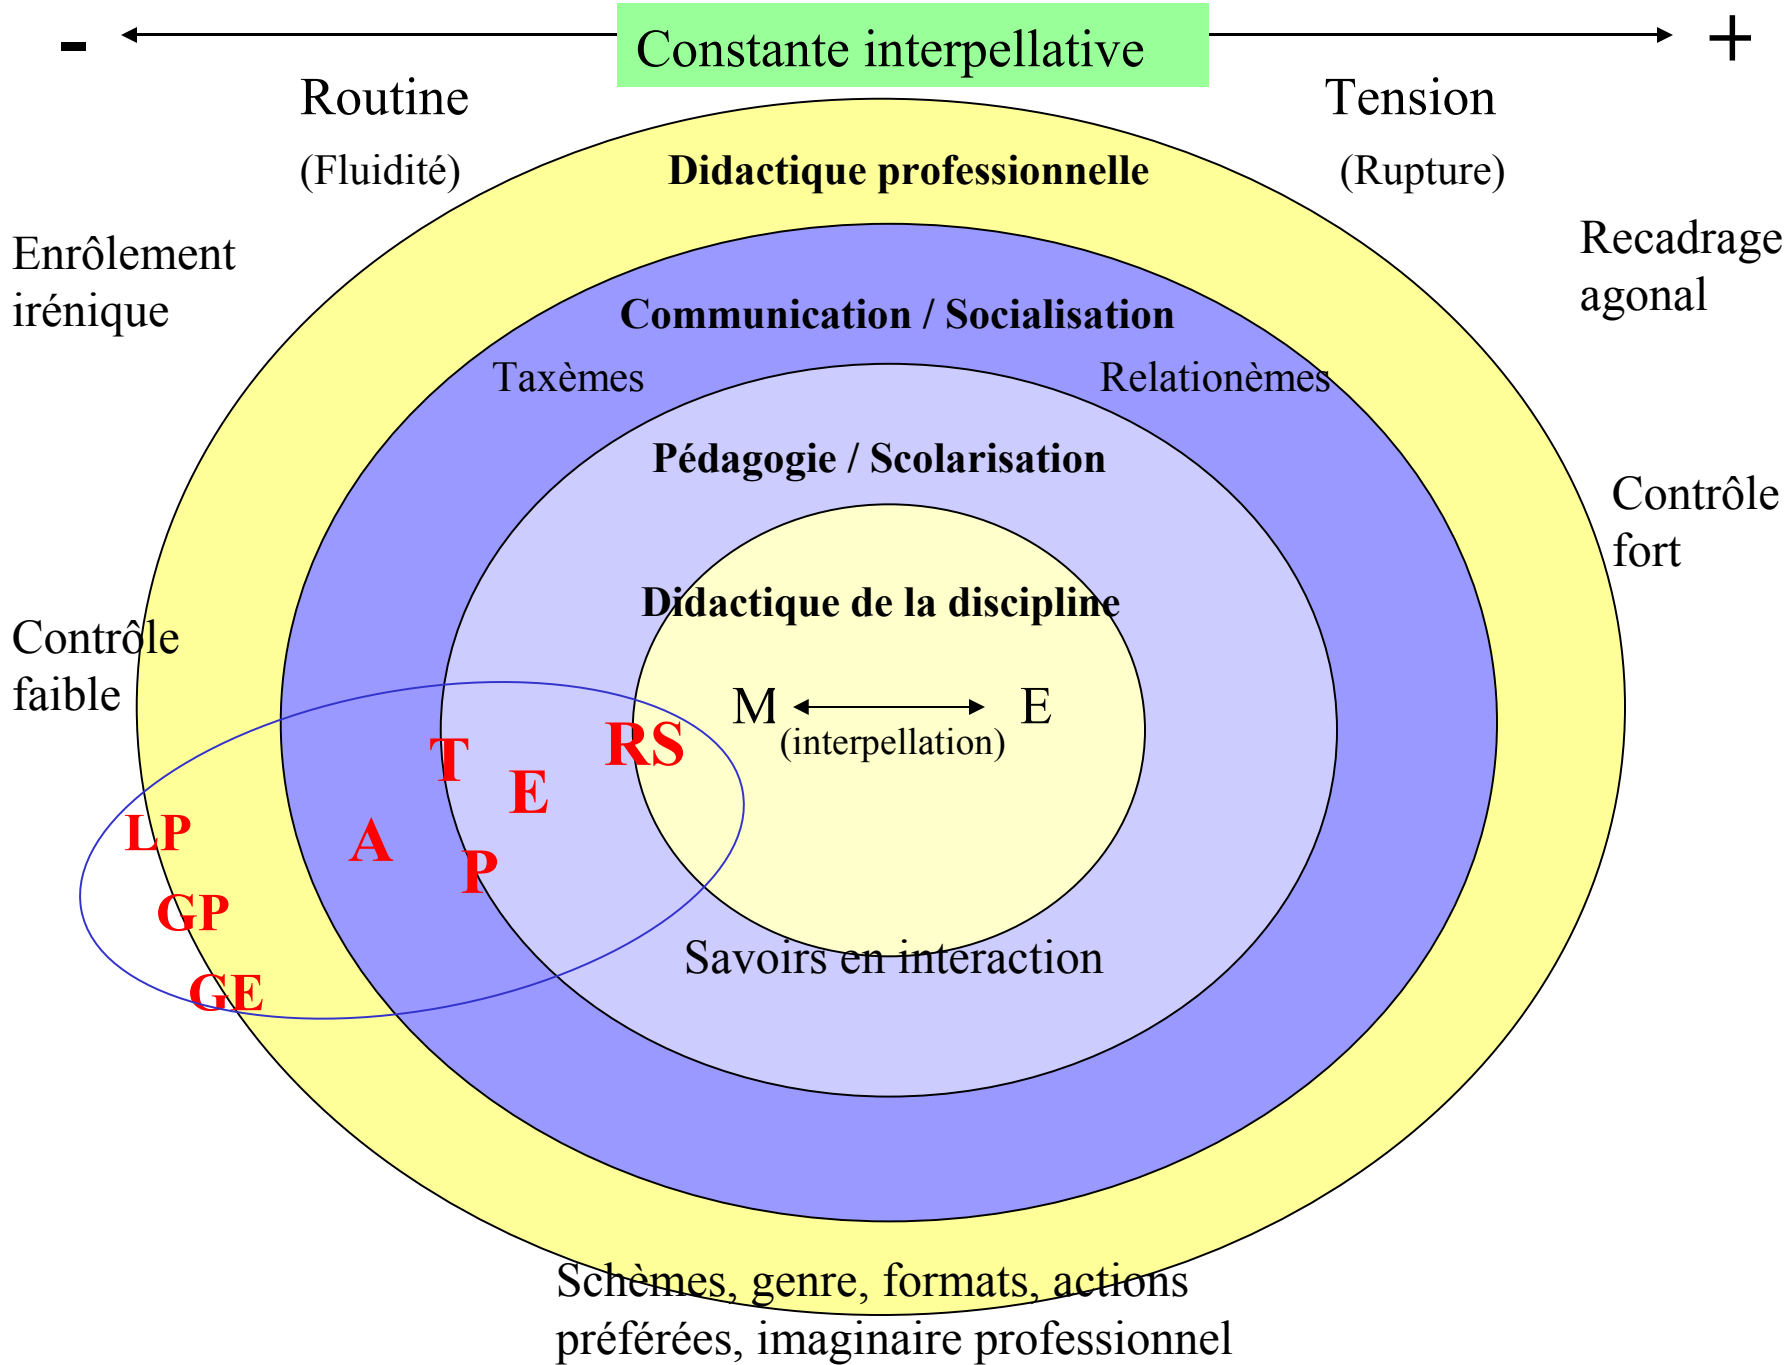 -
Constante interpellative
+
Routine
Tension
(Fluidité)
Didactique professionnelle
(Rupture)
Enrôlement
irénique
Recadrage
agonal
Communication / Socialisation
Taxèmes
Relationèmes
Pédagogie / Scolarisation
Contrôle
fort
Didactique de la discipline
Contrôle
faible
M
E
(interpellation)
T
RS
E
LP
A
P
GP
GE
Savoirs en interaction
Schèmes, genre, formats, actions
préférées, imaginaire professionnel